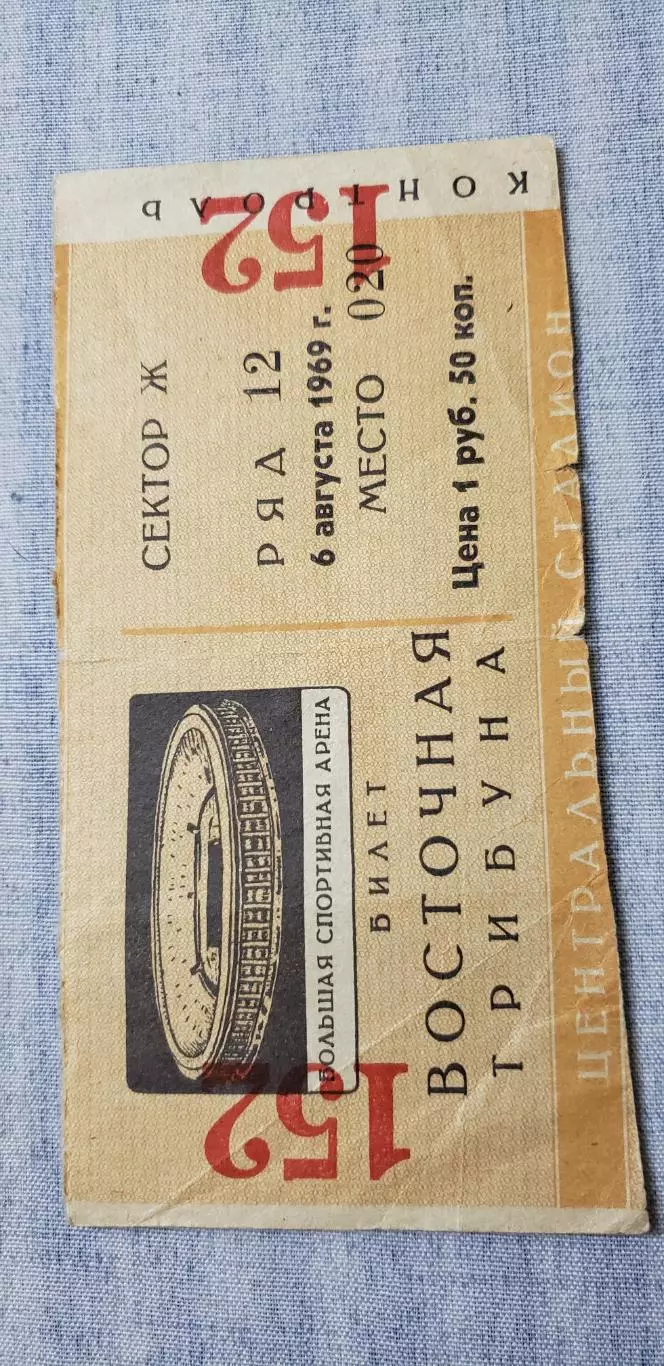 152
БОЛЬШАЯ СПОРТИВНАЯ АРЕНА
БИЛЕТ
ВОСТОЧНАЯ
ТРИБУНА
СЕКТОР Ж
РЯД 12
6 августа 1969 г.
МЕСТО 020
Цена 1 руб. 50 коп.
152
КОНТРОЛЬ
ЦЕНТРАЛЬНЫЙ СТАДИОН